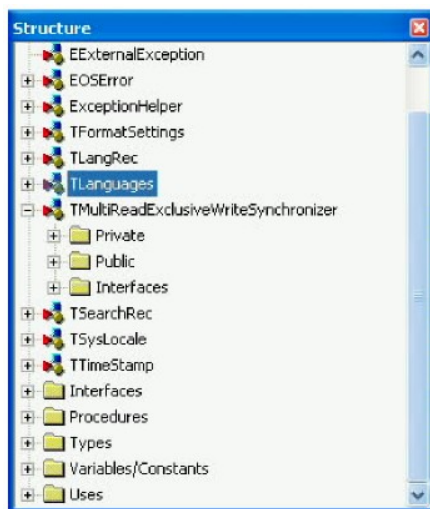 Structure
EExternalException
EOSError
ExceptionHelper
TFormatSettings
TLangRec
TLanguages
TMultiReadExclusiveWriteSynchronizer
Private
Public
Interfaces
TSearchRec
TSysLocale
TTimeStamp
Interfaces
Procedures
Types
Variables/Constants
Uses